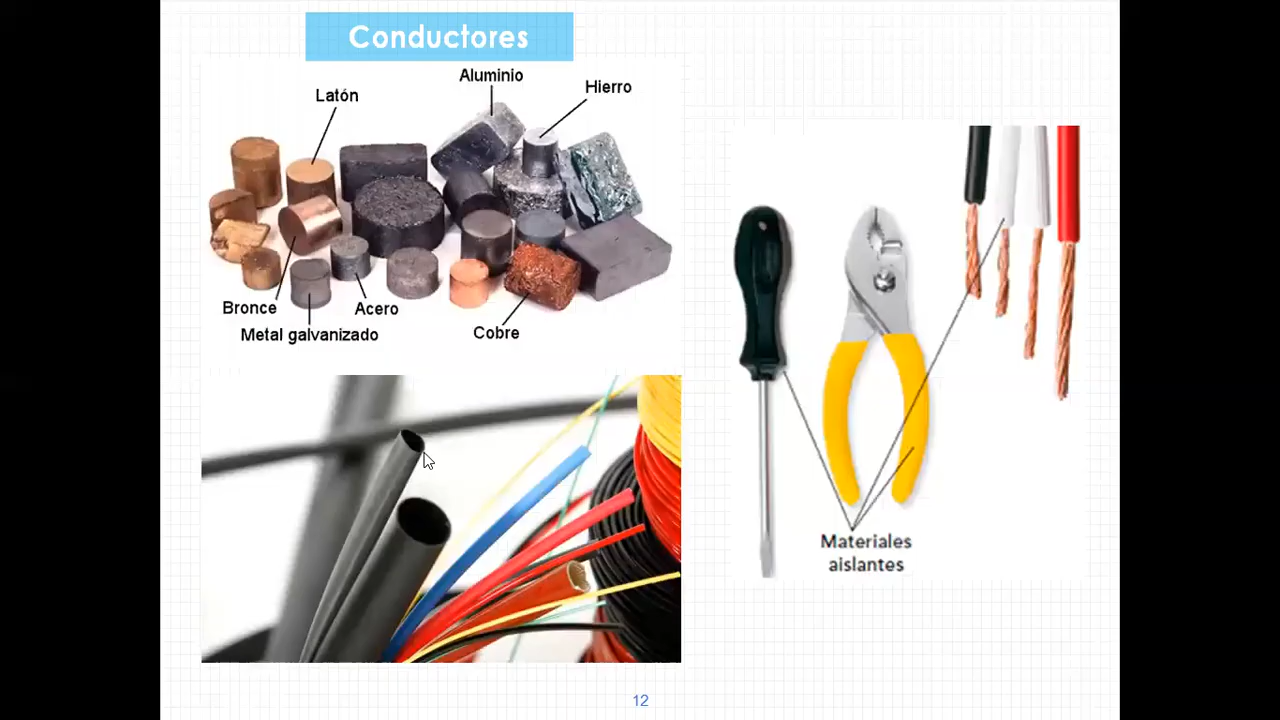 Conductores
Aluminio
Hierro
Latón
Bronce
Acero
Metal galvanizado
Cobre
Materiales
aislantes
12